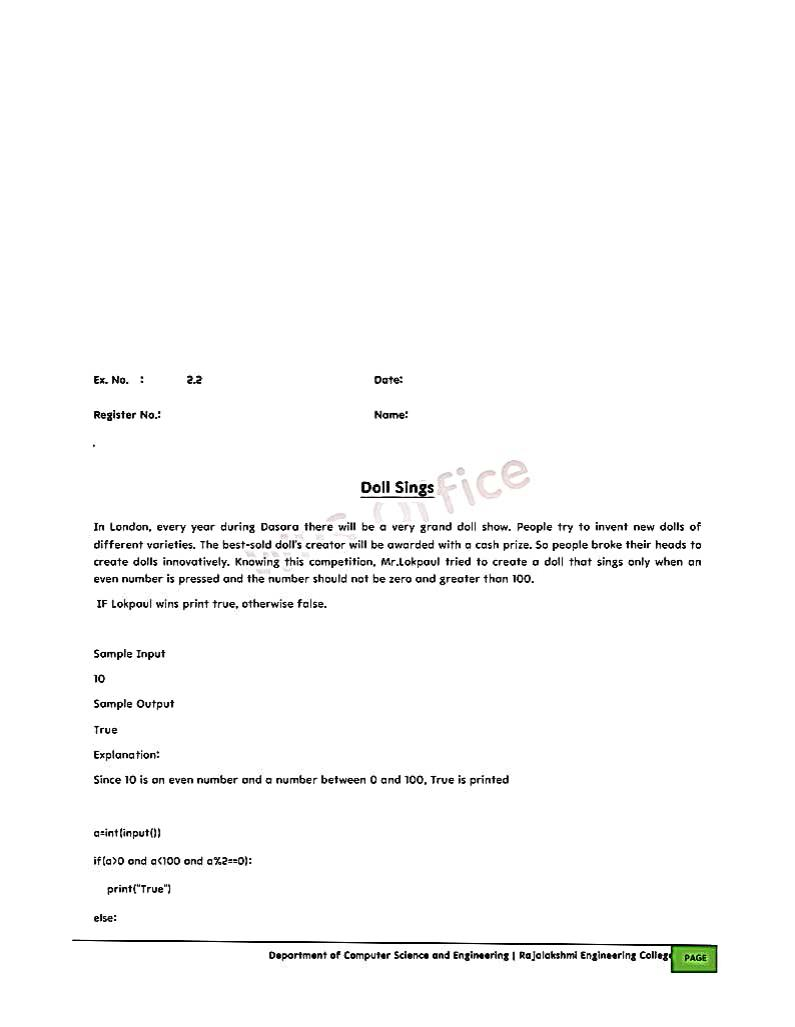 Ex. No. : 2.2 Date:
Register No.: Name:
.
Doll Sings
In London, every year during Dasara there will be a very grand doll show. People try to invent new dolls of
different varieties. The best-sold doll's creator will be awarded with a cash prize. So people broke their heads to
create dolls innovatively. Knowing this competition, Mr.Lokpaul tried to create a doll that sings only when an
even number is pressed and the number should not be zero and greater than 100.
IF Lokpaul wins print true, otherwise false.
Sample Input
10
Sample Output
True
Explanation:
Since 10 is an even number and a number between 0 and 100, True is printed
a=int(input())
if(a>0 and a<100 and a%2==0):
print("True")
else:
Department of Computer Science and Engineering | Rajalakshmi Engineering College
PAGE